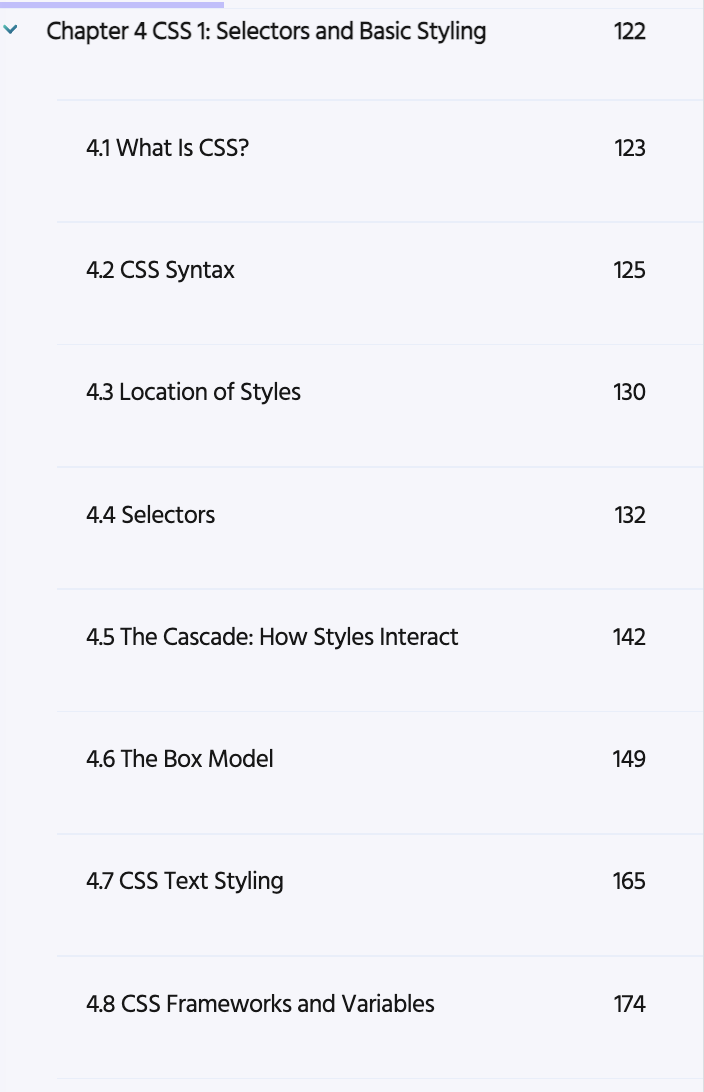 Chapter 4 CSS 1: Selectors and Basic Styling 122
4.1 What Is CSS? 123
4.2 CSS Syntax 125
4.3 Location of Styles 130
4.4 Selectors 132
4.5 The Cascade: How Styles Interact 142
4.6 The Box Model 149
4.7 CSS Text Styling 165
4.8 CSS Frameworks and Variables 174